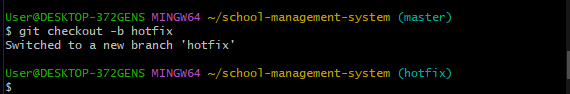 User@DESKTOP-372GENS MINGW64 ~/school-management-system (master)
$ git checkout -b hotfix
Switched to a new branch 'hotfix'
User@DESKTOP-372GENS MINGW64 ~/school-management-system (hotfix)
$